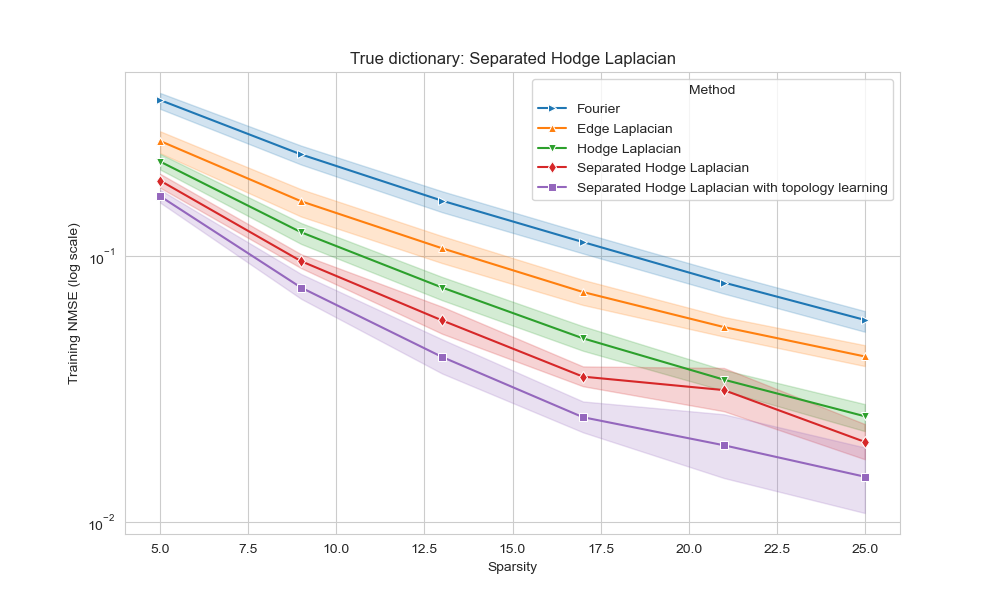 True dictionary: Separated Hodge Laplacian
Method
Fourier
Edge Laplacian
Hodge Laplacian
Separated Hodge Laplacian
Separated Hodge Laplacian with topology learning
Training NMSE (log scale)
10⁻¹
10⁻²
5.0 7.5 10.0 12.5 15.0 17.5 20.0 22.5 25.0
Sparsity